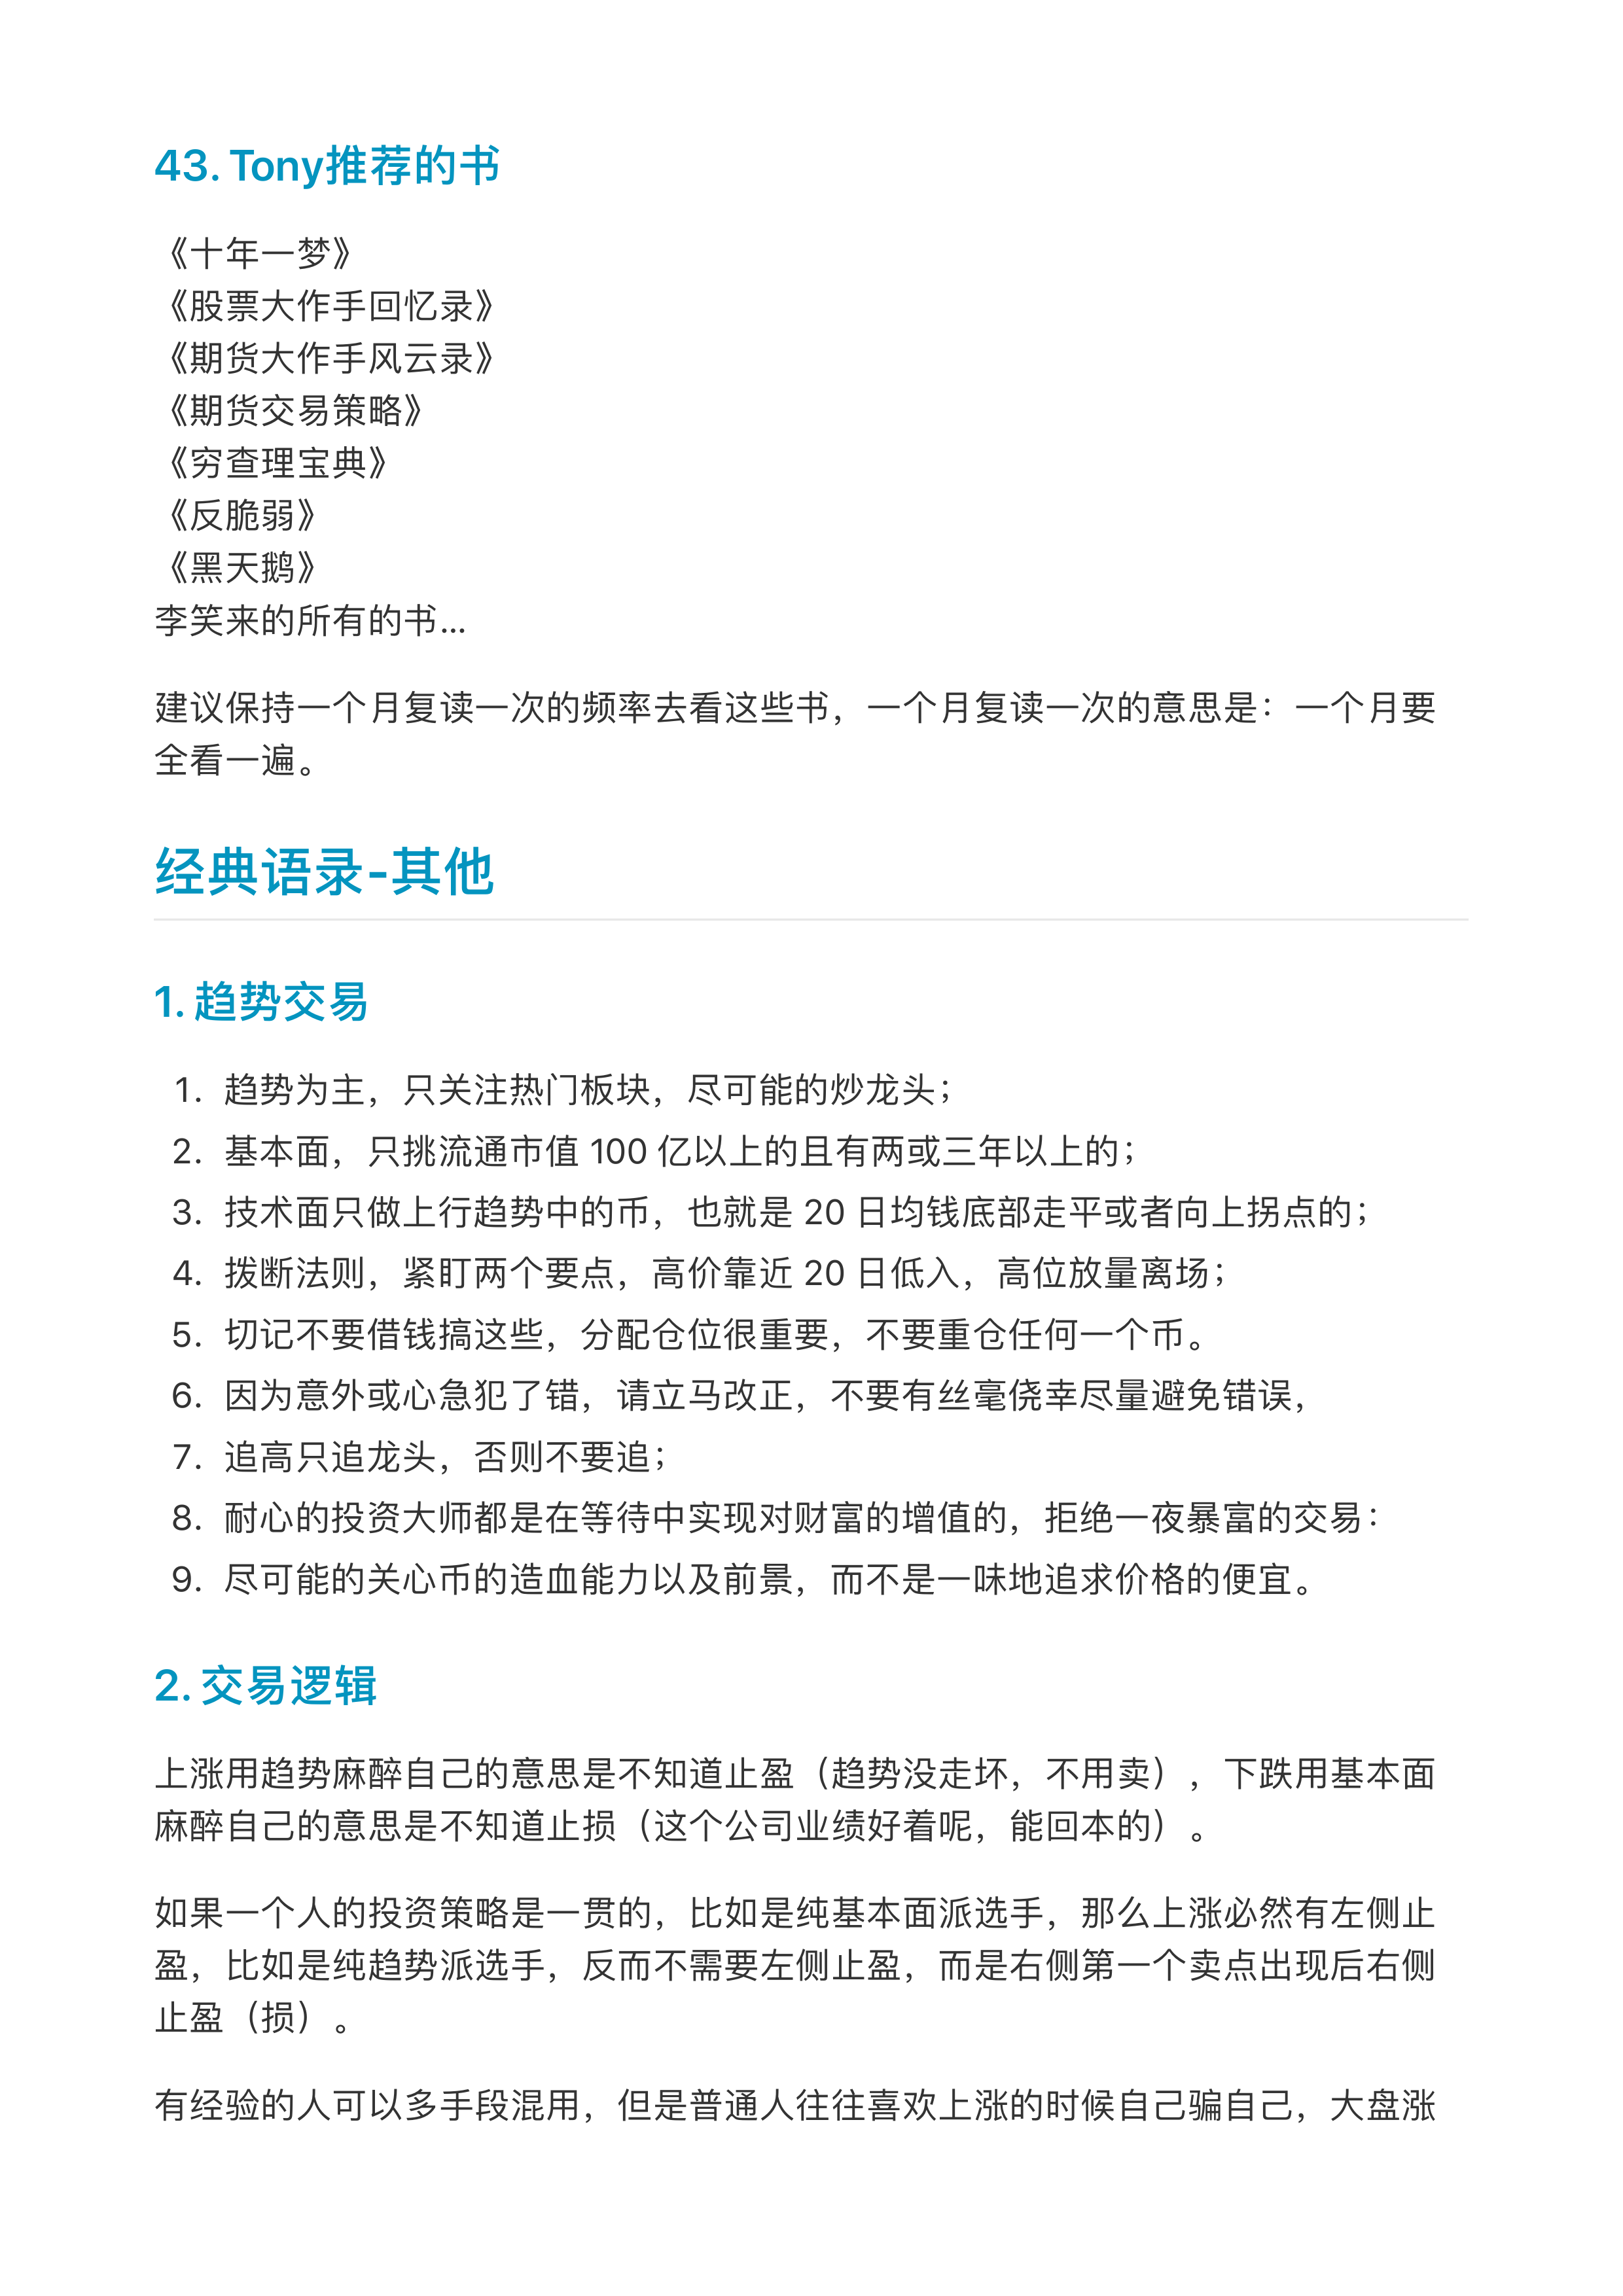 43. Tony推荐的书
《十年一梦》
《股票大作手回忆录》
《期货大作手风云录》
《期货交易策略》
《穷查理宝典》
《反脆弱》
《黑天鹅》
李笑来的所有的书...
建议保持一个月复读一次的频率去看这些书，一个月复读一次的意思是：一个月要
全看一遍。
经典语录-其他
1. 趋势交易
1. 趋势为主，只关注热门板块，尽可能的炒龙头；
2. 基本面，只挑流通市值 100 亿以上的且有两或三年以上的；
3. 技术面只做上行趋势中的币，也就是 20 日均钱底部走平或者向上拐点的；
4. 拨断法则，紧盯两个要点，高价靠近 20 日低入，高位放量离场；
5. 切记不要借钱搞这些，分配仓位很重要，不要重仓任何一个币。
6. 因为意外或心急犯了错，请立马改正，不要有丝毫侥幸尽量避免错误，
7. 追高只追龙头，否则不要追；
8. 耐心的投资大师都是在等待中实现对财富的增值的，拒绝一夜暴富的交易：
9. 尽可能的关心币的造血能力以及前景，而不是一味地追求价格的便宜。
2. 交易逻辑
上涨用趋势麻醉自己的意思是不知道止盈（趋势没走坏，不用卖），下跌用基本面
麻醉自己的意思是不知道止损（这个公司业绩好着呢，能回本的）。
如果一个人的投资策略是一贯的，比如是纯基本面派选手，那么上涨必然有左侧止
盈，比如是纯趋势派选手，反而不需要左侧止盈，而是右侧第一个卖点出现后右侧
止盈（损）。
有经验的人可以多手段混用，但是普通人往往喜欢上涨的时候自己骗自己，大盘涨